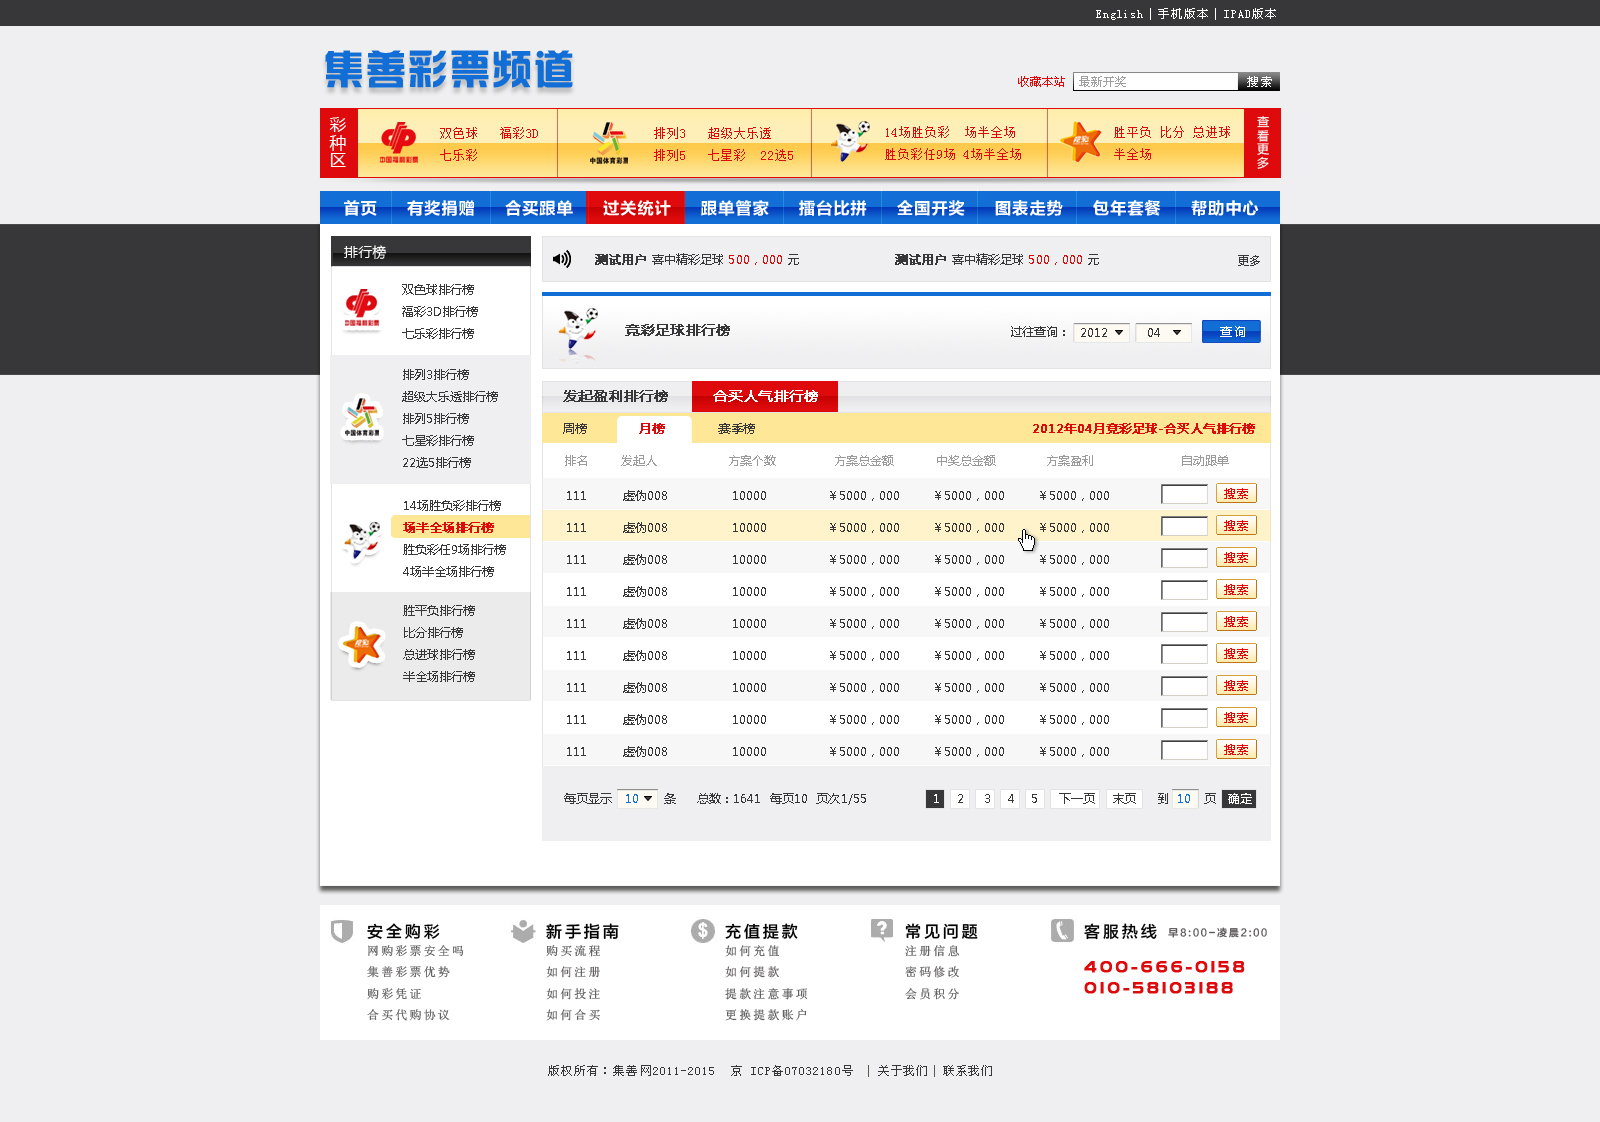 English | 手机版本 | IPAD版本
集善彩票频道
收藏本站 最新开奖 搜索
彩种区
中国福利彩票
双色球 福彩3D
七乐彩
中国体育彩票
排列3 超级大乐透
排列5 七星彩 22选5
14场胜负彩 场半全场
胜负彩任9场 4场半全场
胜平负 比分 总进球
半全场
查看更多
首页 有奖捐赠 合买跟单 过关统计 跟单管家 擂台比拼 全国开奖 图表走势 包年套餐 帮助中心
排行榜
中国福利彩票
双色球排行榜
福彩3D排行榜
七乐彩排行榜
中国体育彩票
排列3排行榜
超级大乐透排行榜
排列5排行榜
七星彩排行榜
22选5排行榜
14场胜负彩排行榜
场半全场排行榜
胜负彩任9场排行榜
4场半全场排行榜
胜平负排行榜
比分排行榜
总进球排行榜
半全场排行榜
测试用户 喜中精彩足球 500，000 元 测试用户 喜中精彩足球 500，000 元 更多
竞彩足球排行榜
过往查询： 2012 04 查询
发起盈利排行榜 合买人气排行榜
周榜 月榜 赛季榜 2012年04月竞彩足球-合买人气排行榜
排名 发起人 方案个数 方案总金额 中奖总金额 方案盈利 自动跟单
111 虚伪008 10000 ￥5000，000 ￥5000，000 ￥5000，000 搜索
111 虚伪008 10000 ￥5000，000 ￥5000，000 ￥5000，000 搜索
111 虚伪008 10000 ￥5000，000 ￥5000，000 ￥5000，000 搜索
111 虚伪008 10000 ￥5000，000 ￥5000，000 ￥5000，000 搜索
111 虚伪008 10000 ￥5000，000 ￥5000，000 ￥5000，000 搜索
111 虚伪008 10000 ￥5000，000 ￥5000，000 ￥5000，000 搜索
111 虚伪008 10000 ￥5000，000 ￥5000，000 ￥5000，000 搜索
111 虚伪008 10000 ￥5000，000 ￥5000，000 ￥5000，000 搜索
111 虚伪008 10000 ￥5000，000 ￥5000，000 ￥5000，000 搜索
每页显示 10 条 总数：1641 每页10 页次1/55 1 2 3 4 5 下一页 末页 到 10 页 确定
安全购彩
网购彩票安全吗
集善彩票优势
购彩凭证
合买代购协议
新手指南
购买流程
如何注册
如何投注
如何合买
充值提款
如何充值
如何提款
提款注意事项
更换提款账户
常见问题
注册信息
密码修改
会员积分
客服热线 早8:00-凌晨2:00
400-666-0158
010-58103188
版权所有：集善网2011-2015 京 ICP备07032180号 | 关于我们 | 联系我们